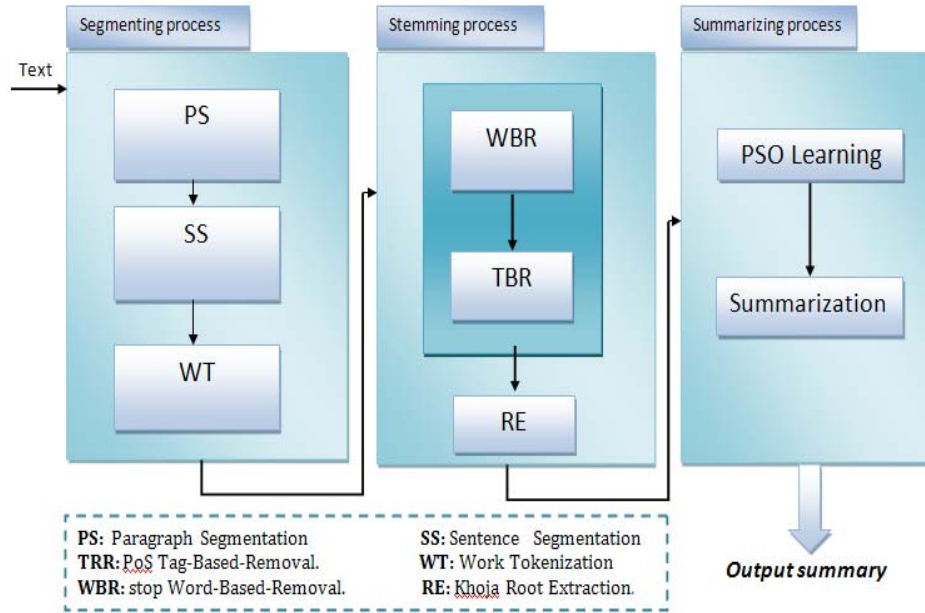 Segmenting process
Stemming process
Summarizing process
Text
PS
SS
WT
WBR
TBR
RE
PSO Learning
Summarization
PS: Paragraph Segmentation
SS: Sentence Segmentation
TRR: PoS Tag-Based-Removal.
WT: Work Tokenization
WBR: stop Word-Based-Removal.
RE: Khoja Root Extraction.
Output summary